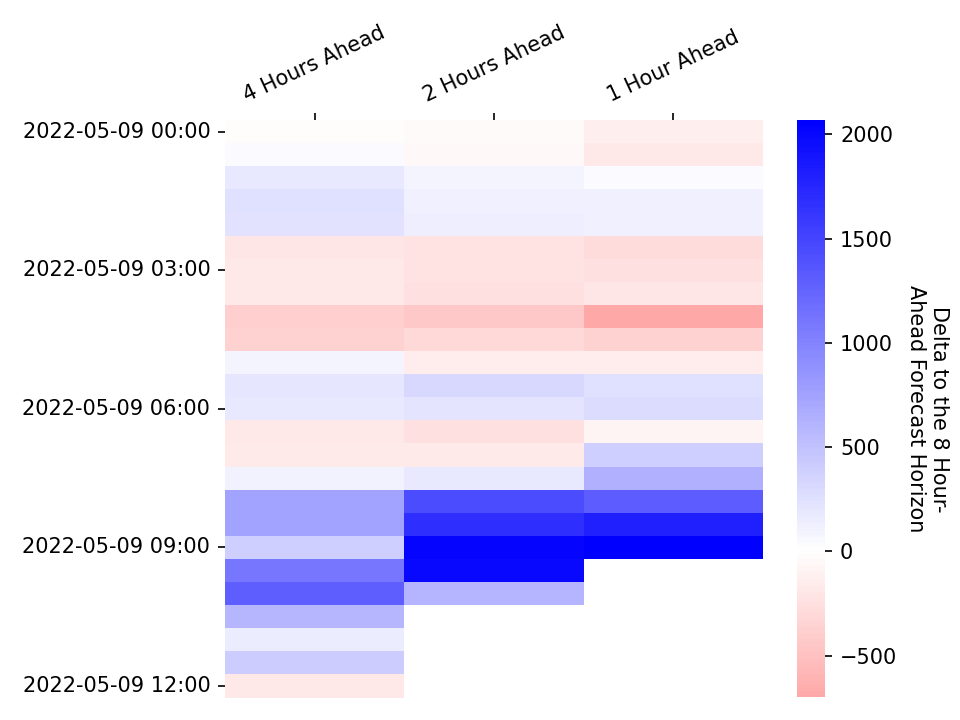 4 Hours Ahead
2 Hours Ahead
1 Hour Ahead
2022-05-09 00:00
2022-05-09 03:00
2022-05-09 06:00
2022-05-09 09:00
2022-05-09 12:00
2000
1500
1000
500
0
−500
Delta to the 8 Hour-
Ahead Forecast Horizon